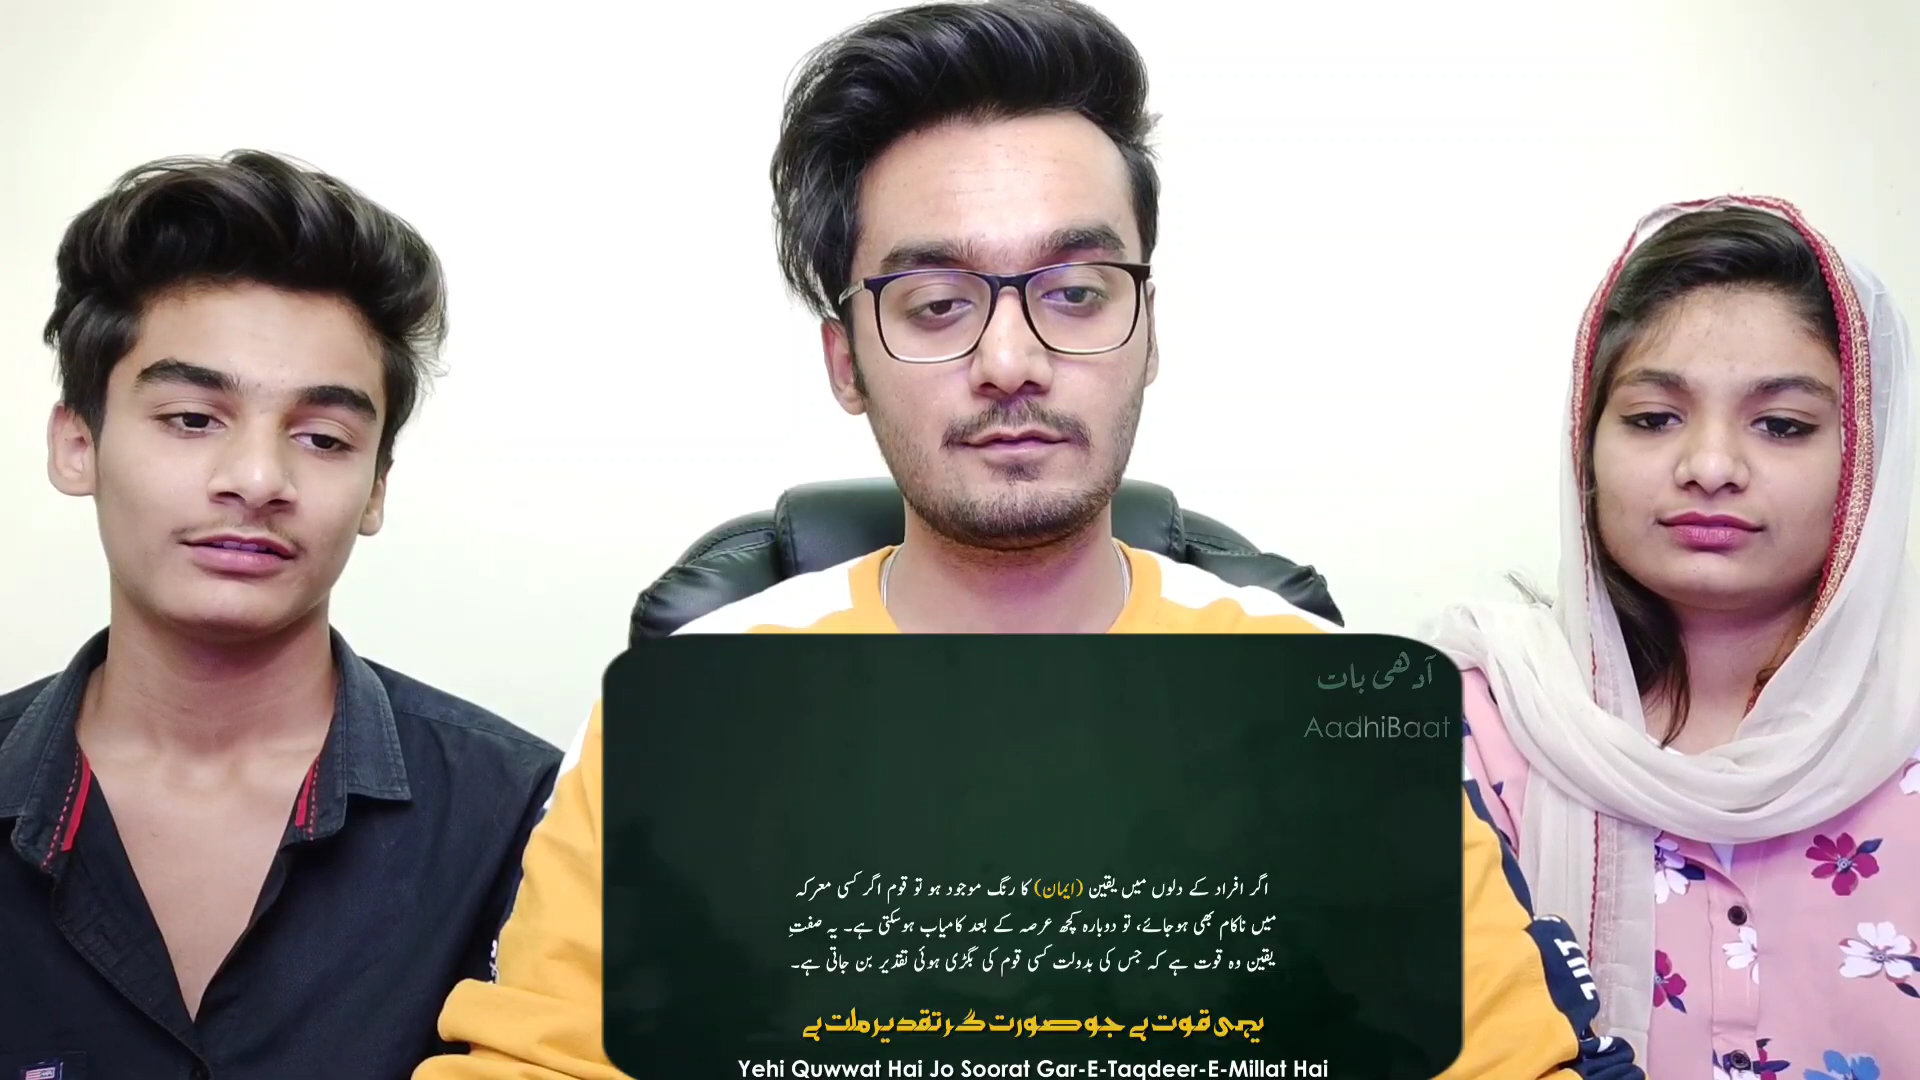 آدھی بات
AadhiBaat
اگر افراد کے دلوں میں یقین (ایمان) کا رنگ موجود ہو تو قوم اگر کسی معرکہ
میں ناکام بھی ہوجائے، تو دوبارہ کچھ عرصہ کے بعد کامیاب ہوسکتی ہے۔ یہ صفتِ
یقین وہ قوت ہے کہ جس کی بدولت کسی قوم کی بگڑی ہوئی تقدیر بن جاتی ہے۔
یہی قوت ہے جو صورت گر تقدیر ملت ہے
Yehi Quwwat Hai Jo Soorat Gar-E-Taqdeer-E-Millat Hai